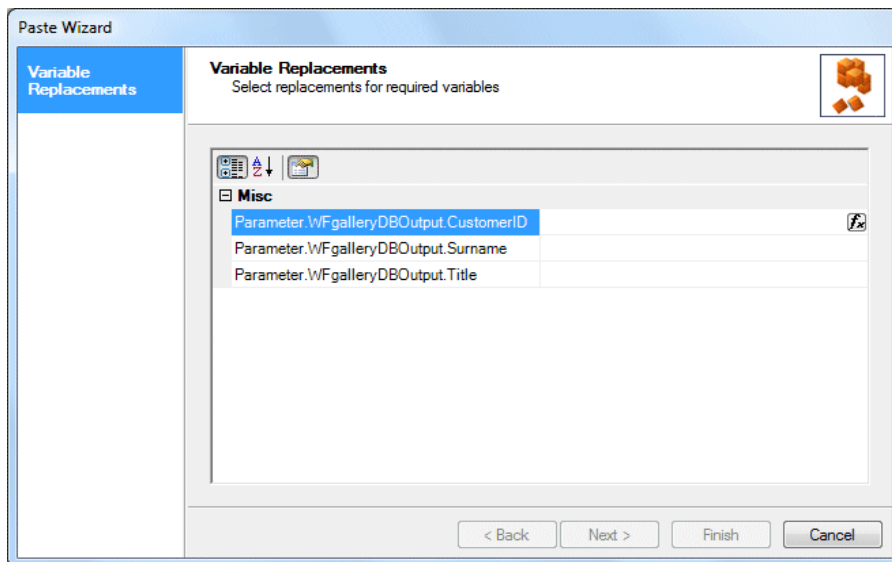 Paste Wizard
Variable
Replacements
Variable Replacements
Select replacements for required variables
A
Z
Misc
Parameter.WFgalleryDBOutput.CustomerID
fx
Parameter.WFgalleryDBOutput.Surname
Parameter.WFgalleryDBOutput.Title
< Back
Next >
Finish
Cancel